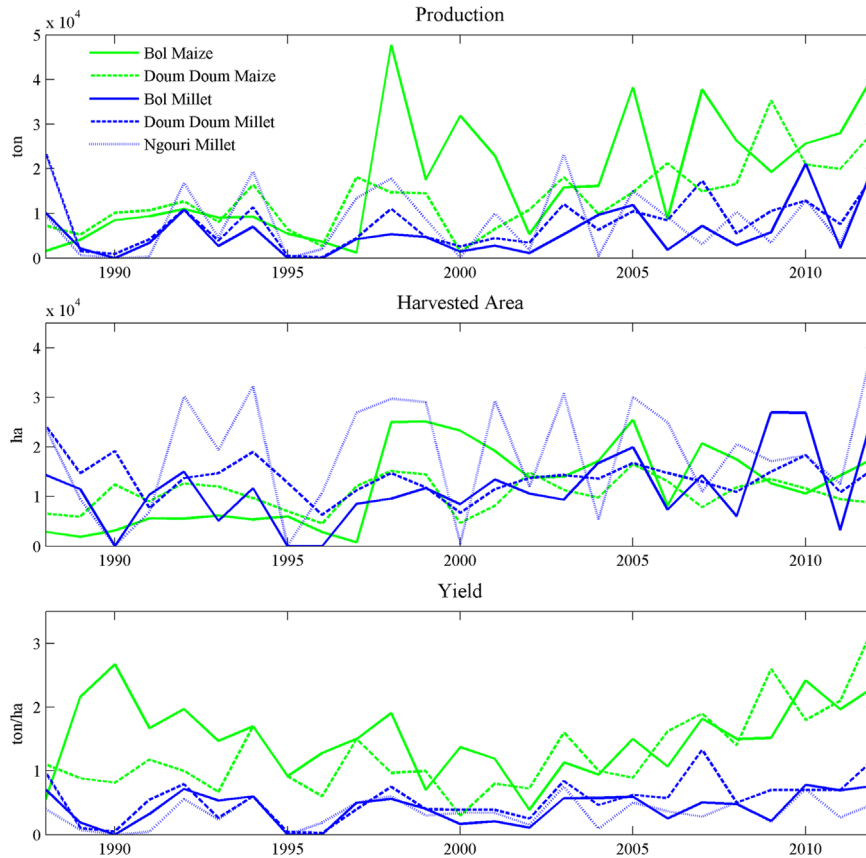 Production
x 10^4
5
4
3
2
1
0
ton
Bol Maize
Doum Doum Maize
Bol Millet
Doum Doum Millet
Ngouri Millet
1990 1995 2000 2005 2010
Harvested Area
x 10^4
4
3
2
1
0
ha
1990 1995 2000 2005 2010
Yield
3
2
1
0
ton/ha
1990 1995 2000 2005 2010